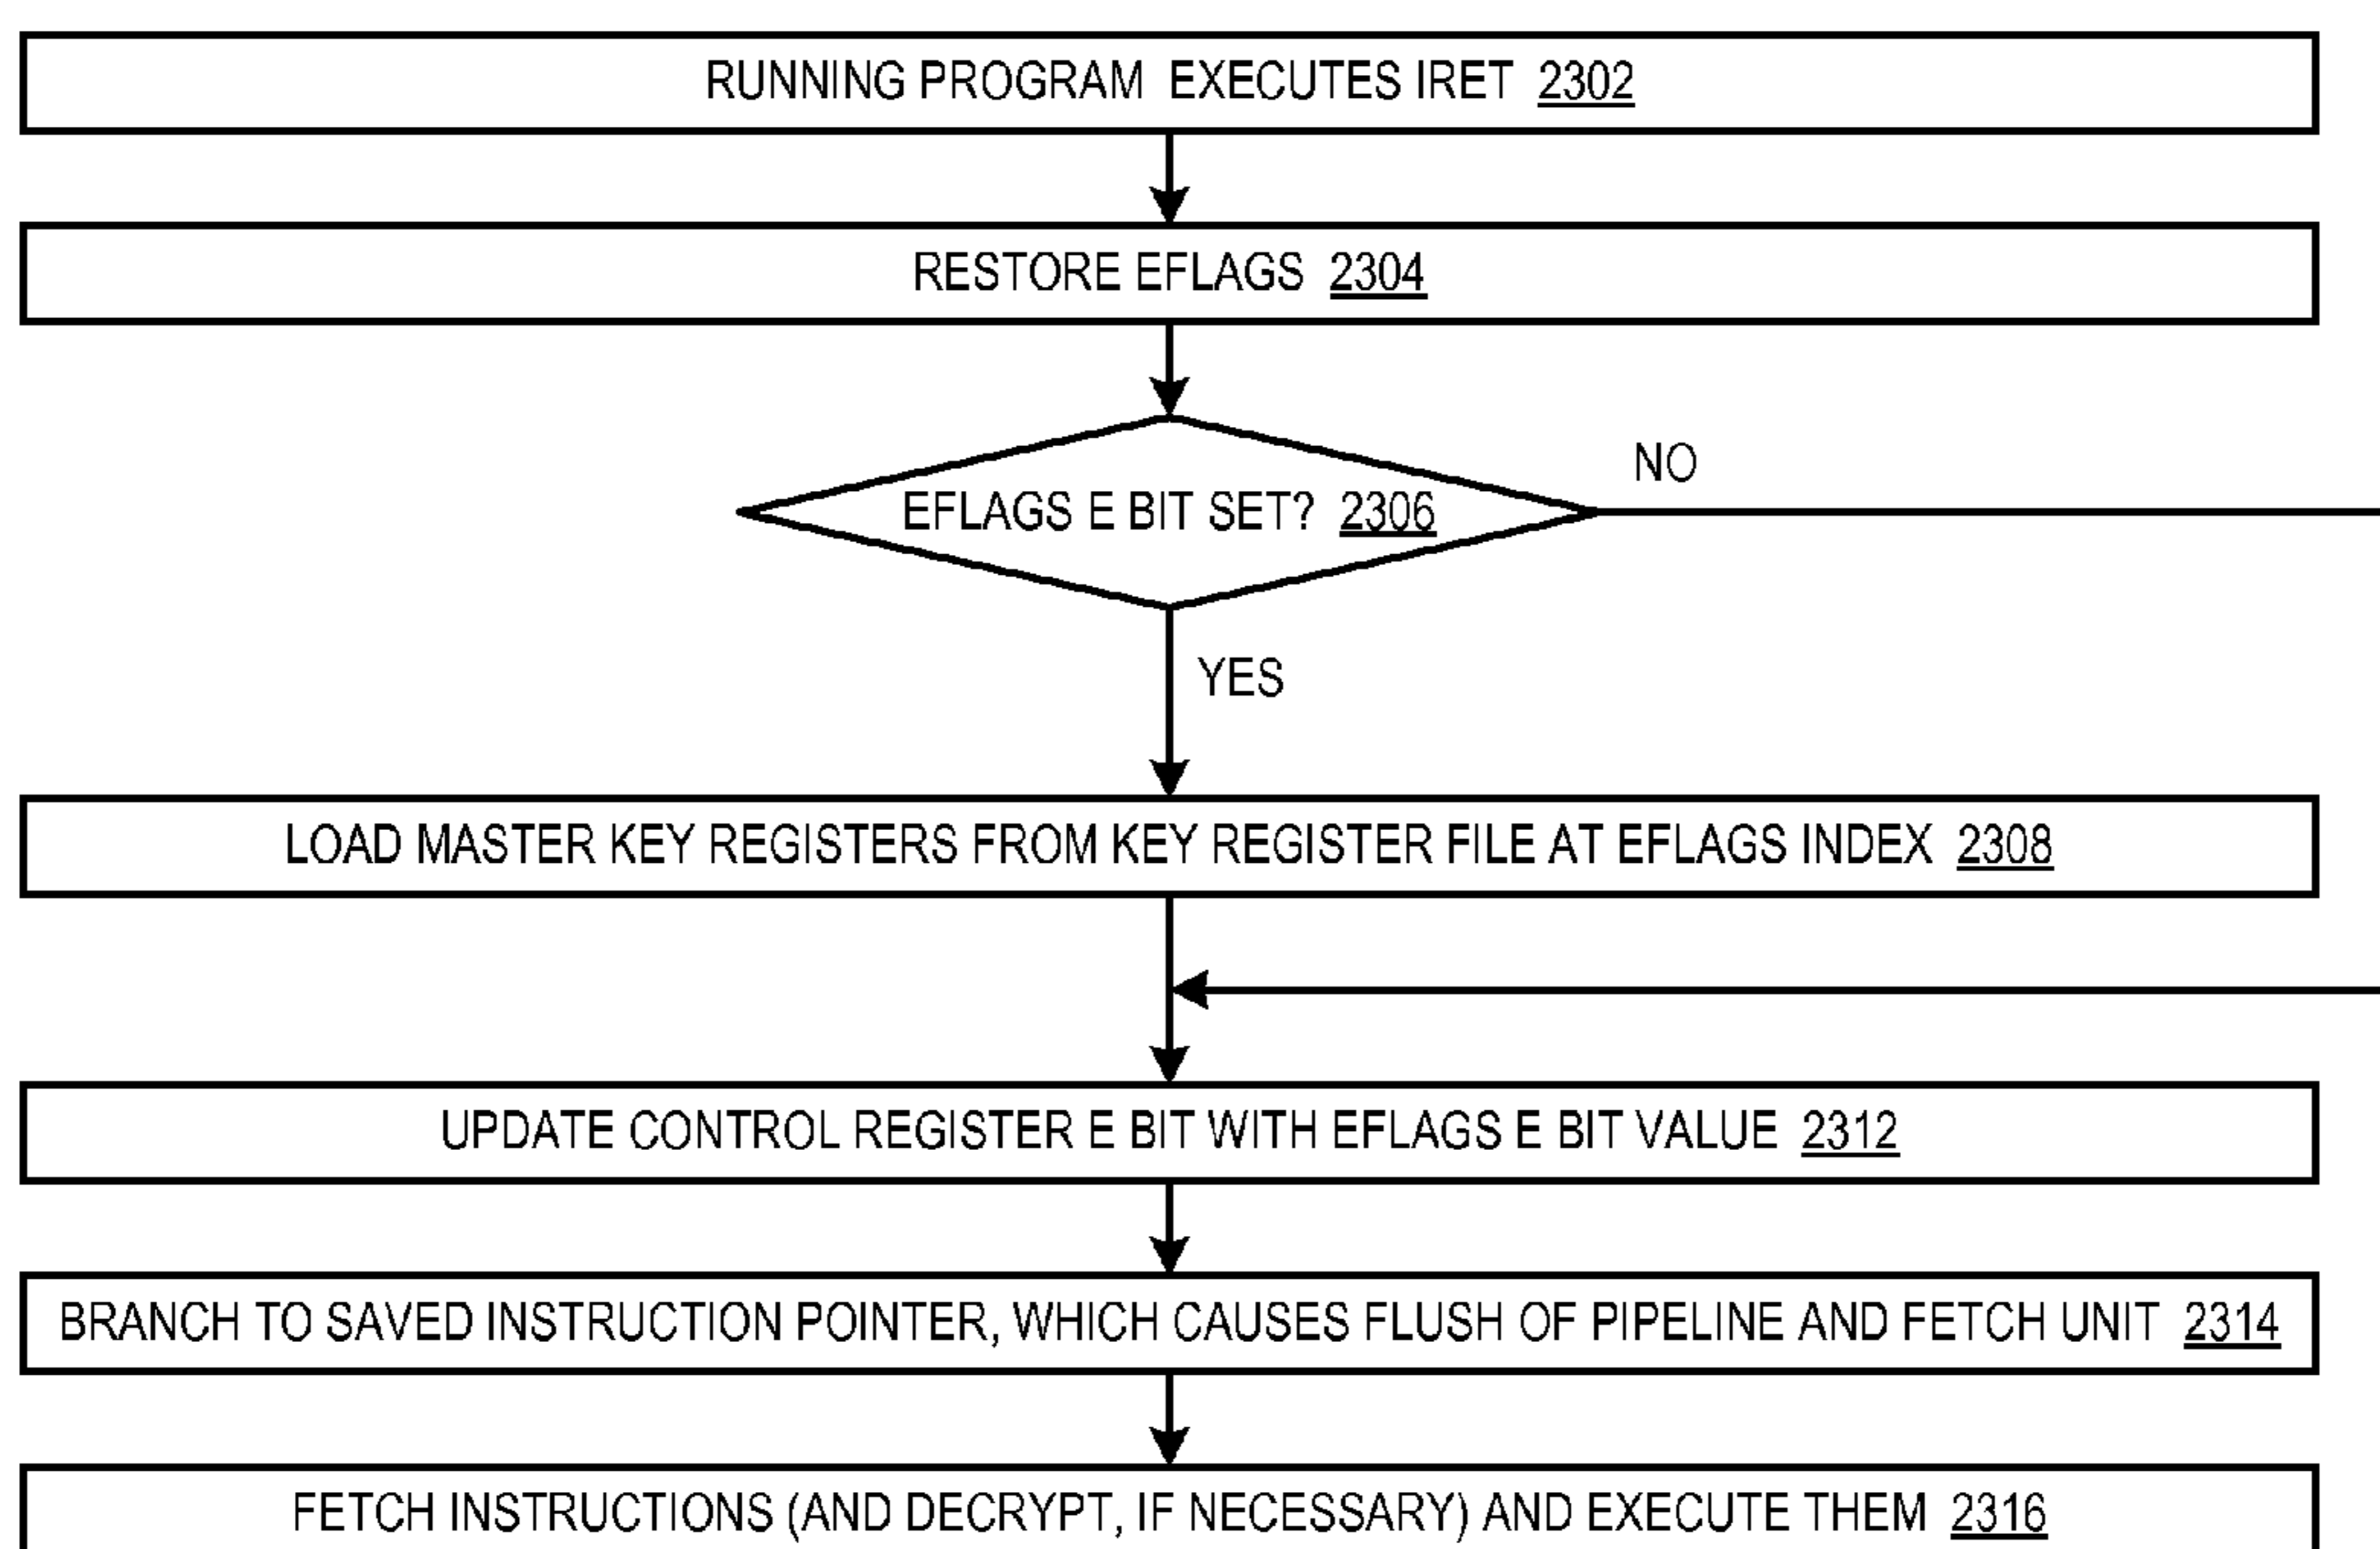 RUNNING PROGRAM EXECUTES IRET 2302
RESTORE EFLAGS 2304
NO
EFLAGS E BIT SET? 2306
YES
LOAD MASTER KEY REGISTERS FROM KEY REGISTER FILE AT EFLAGS INDEX 2308
UPDATE CONTROL REGISTER E BIT WITH EFLAGS E BIT VALUE 2312
BRANCH TO SAVED INSTRUCTION POINTER, WHICH CAUSES FLUSH OF PIPELINE AND FETCH UNIT 2314
FETCH INSTRUCTIONS (AND DECRYPT, IF NECESSARY) AND EXECUTE THEM 2316